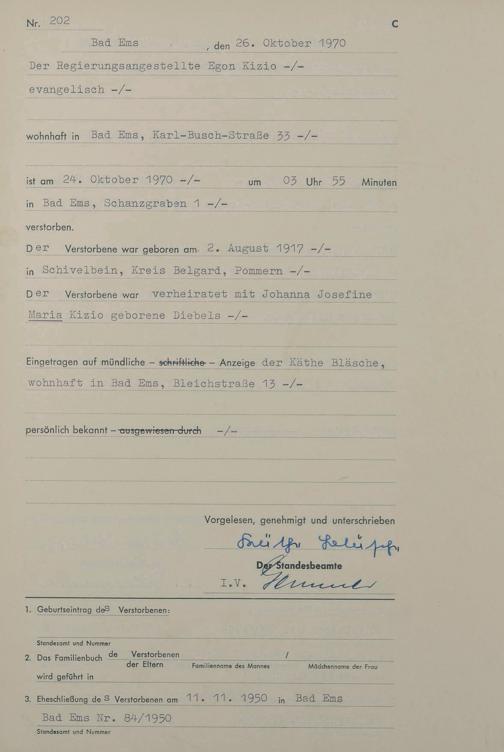 Nr. 202 C
Bad Ems , den 26. Oktober 1970
Der Regierungsangestellte Egon Kizio -/-
evangelisch -/-
wohnhaft in Bad Ems, Karl-Busch-Straße 33 -/-
ist am 24. Oktober 1970 -/- um 03 Uhr 55 Minuten
in Bad Ems, Schanzgraben 1 -/-
verstorben.
Der Verstorbene war geboren am 2. August 1917 -/-
in Schivelbein, Kreis Belgard, Pommern -/-
Der Verstorbene war verheiratet mit Johanna Josefine
Maria Kizio geborene Diebels -/-
Eingetragen auf mündliche – schriftliche – Anzeige der Käthe Bläsche,
wohnhaft in Bad Ems, Bleichstraße 13 -/-
persönlich bekannt – ausgewiesen durch -/-
Vorgelesen, genehmigt und unterschrieben
Käthe Bläsche
Der Standesbeamte
I.V.
1. Geburtseintrag des Verstorbenen:
Standesamt und Nummer
2. Das Familienbuch de Verstorbenen /
der Eltern Familienname des Mannes Mädchenname der Frau
wird geführt in
3. Eheschließung des Verstorbenen am 11. 11. 1950 in Bad Ems
Bad Ems Nr. 84/1950
Standesamt und Nummer